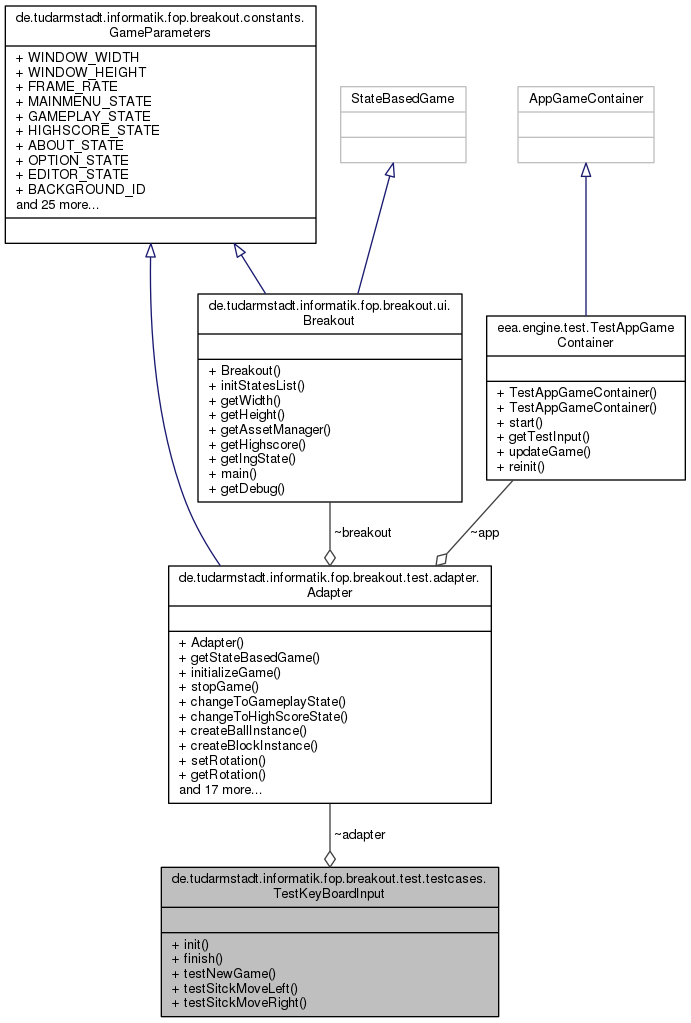 de.tudarmstadt.informatik.fop.breakout.constants.
GameParameters
+ WINDOW_WIDTH
+ WINDOW_HEIGHT
+ FRAME_RATE
+ MAINMENU_STATE
+ GAMEPLAY_STATE
+ HIGHSCORE_STATE
+ ABOUT_STATE
+ OPTION_STATE
+ EDITOR_STATE
+ BACKGROUND_ID
and 25 more...
StateBasedGame
AppGameContainer
de.tudarmstadt.informatik.fop.breakout.ui.
Breakout
+ Breakout()
+ initStatesList()
+ getWidth()
+ getHeight()
+ getAssetManager()
+ getHighscore()
+ getIngState()
+ main()
+ getDebug()
eea.engine.test.TestAppGame
Container
+ TestAppGameContainer()
+ TestAppGameContainer()
+ start()
+ getTestInput()
+ updateGame()
+ reinit()
~breakout
~app
de.tudarmstadt.informatik.fop.breakout.test.adapter.
Adapter
+ Adapter()
+ getStateBasedGame()
+ initializeGame()
+ stopGame()
+ changeToGameplayState()
+ changeToHighScoreState()
+ createBallInstance()
+ createBlockInstance()
+ setRotation()
+ getRotation()
and 17 more...
~adapter
de.tudarmstadt.informatik.fop.breakout.test.testcases.
TestKeyBoardInput
+ init()
+ finish()
+ testNewGame()
+ testSitckMoveLeft()
+ testSitckMoveRight()